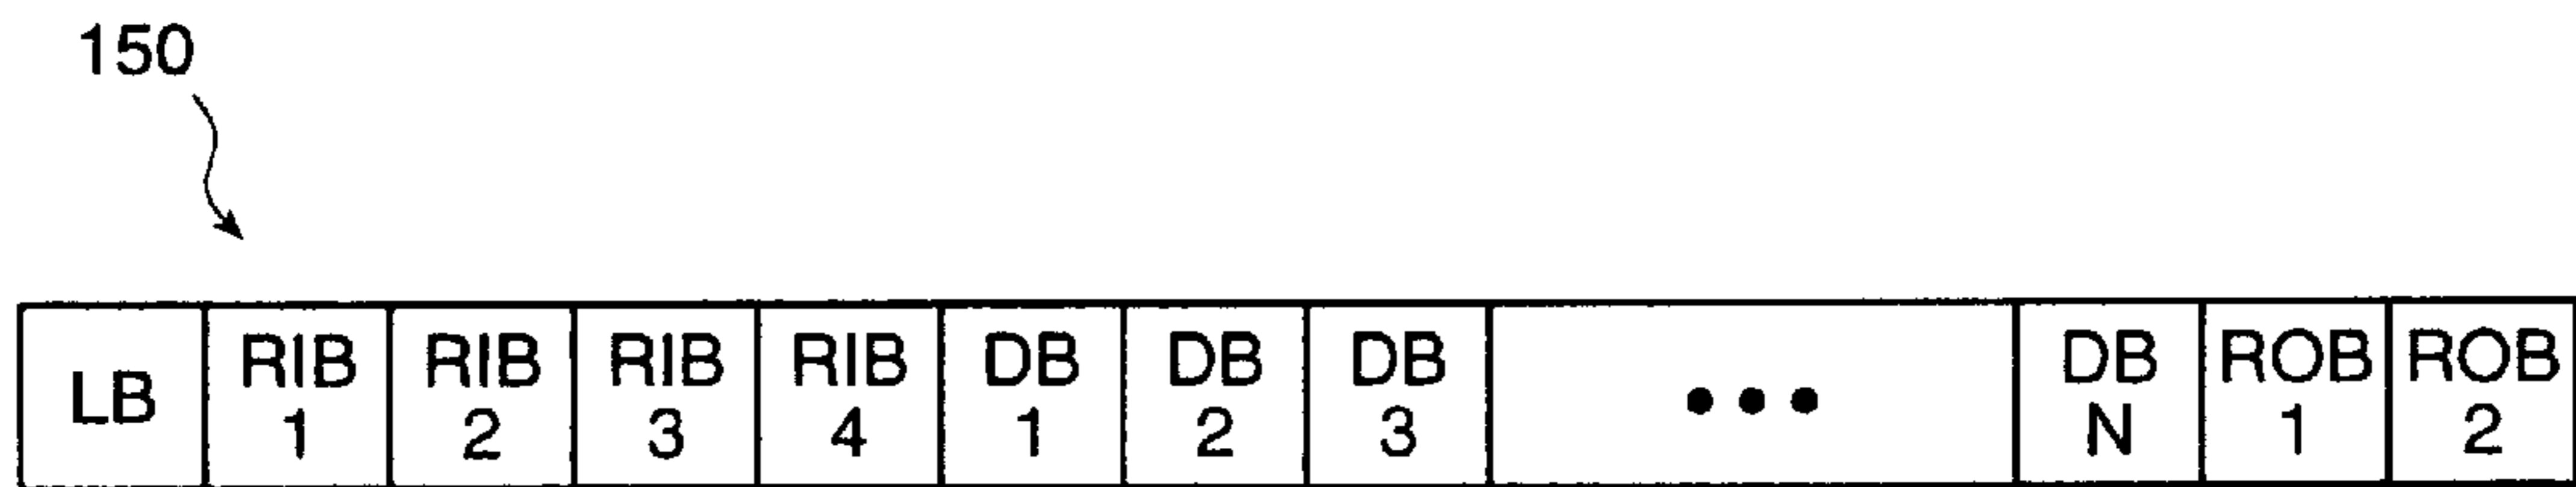 150
LB
RIB 1
RIB 2
RIB 3
RIB 4
DB 1
DB 2
DB 3
•••
DB N
ROB 1
ROB 2